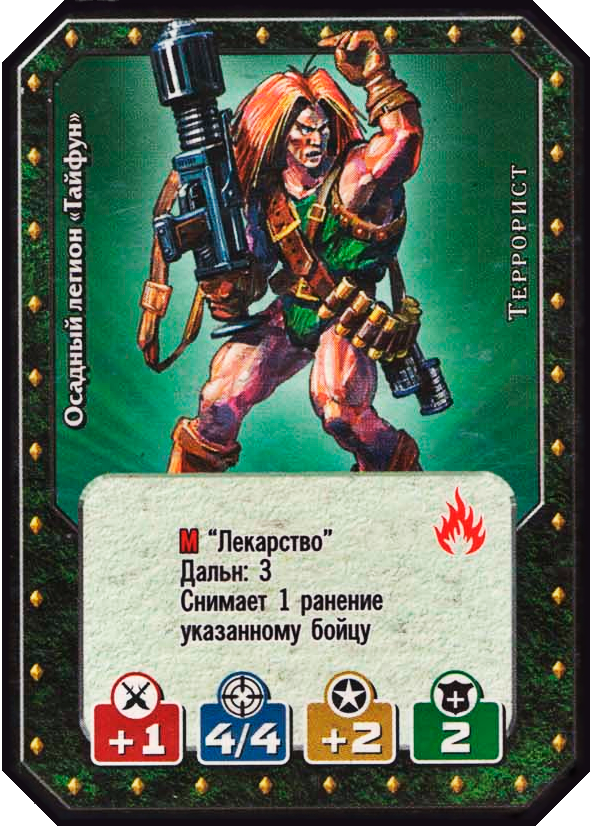 Осадный легион «Тайфун»
Террорист
М “Лекарство”
Дальн: 3
Снимает 1 ранение
указанному бойцу
+1
4/4
+2
2